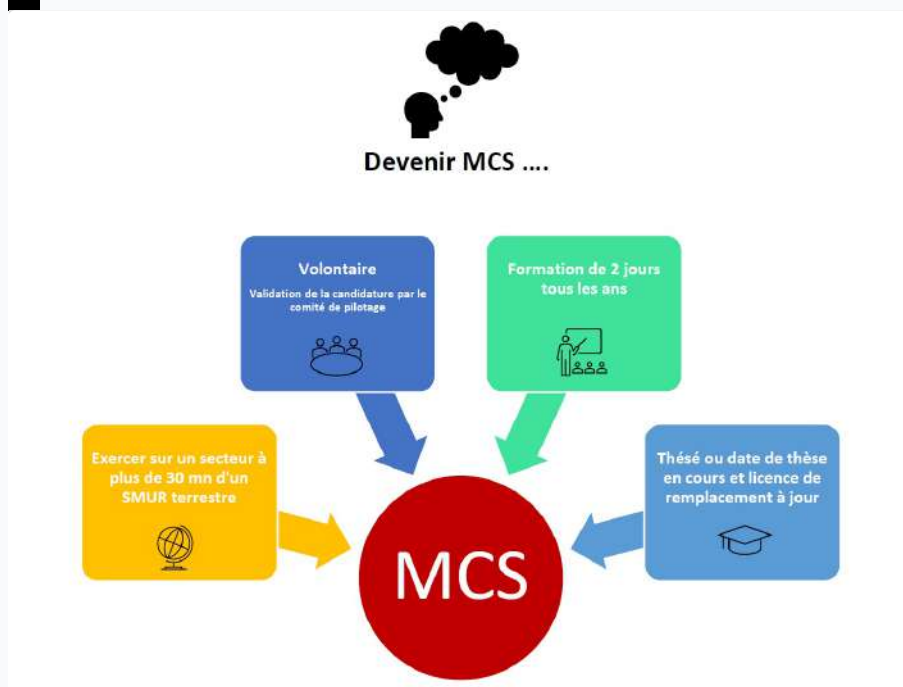 Devenir MCS ....
Volontaire
Validation de la candidature par le
comité de pilotage
Formation de 2 jours
tous les ans
Exercer sur un secteur à
plus de 30 mn d'un
SMUR terrestre
Thésé ou date de thèse
en cours et licence de
remplacement à jour
MCS